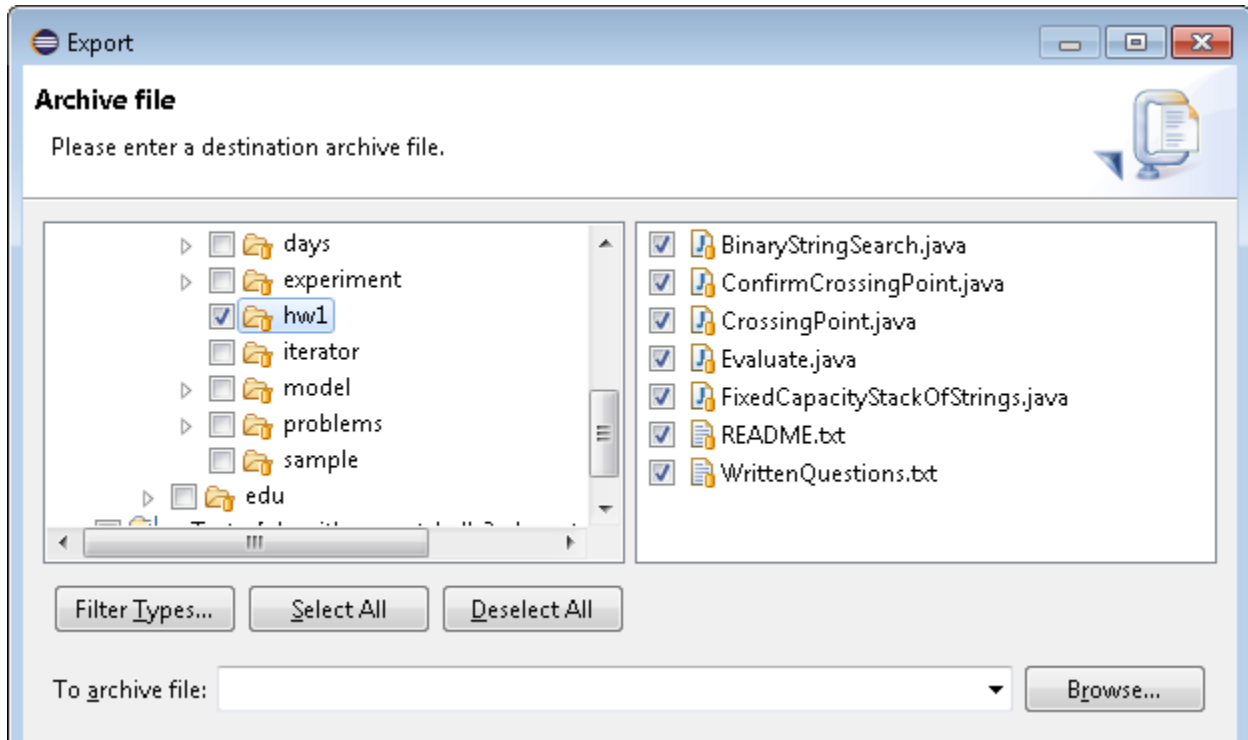 Export
Archive file
Please enter a destination archive file.
days
experiment
hw1
iterator
model
problems
sample
edu
BinaryStringSearch.java
ConfirmCrossingPoint.java
CrossingPoint.java
Evaluate.java
FixedCapacityStackOfStrings.java
README.txt
WrittenQuestions.txt
Filter Types...
Select All
Deselect All
To archive file:
Browse...